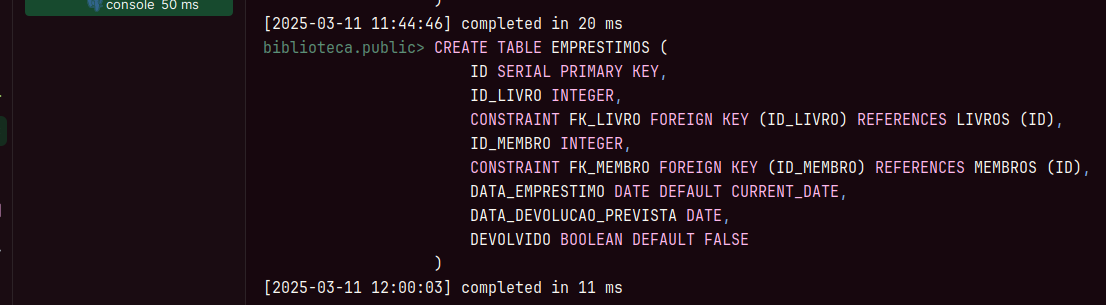 console 50 ms
)
[2025-03-11 11:44:46] completed in 20 ms
biblioteca.public> CREATE TABLE EMPRESTIMOS (
ID SERIAL PRIMARY KEY,
ID_LIVRO INTEGER,
CONSTRAINT FK_LIVRO FOREIGN KEY (ID_LIVRO) REFERENCES LIVROS (ID),
ID_MEMBRO INTEGER,
CONSTRAINT FK_MEMBRO FOREIGN KEY (ID_MEMBRO) REFERENCES MEMBROS (ID),
DATA_EMPRESTIMO DATE DEFAULT CURRENT_DATE,
DATA_DEVOLUCAO_PREVISTA DATE,
DEVOLVIDO BOOLEAN DEFAULT FALSE
)
[2025-03-11 12:00:03] completed in 11 ms